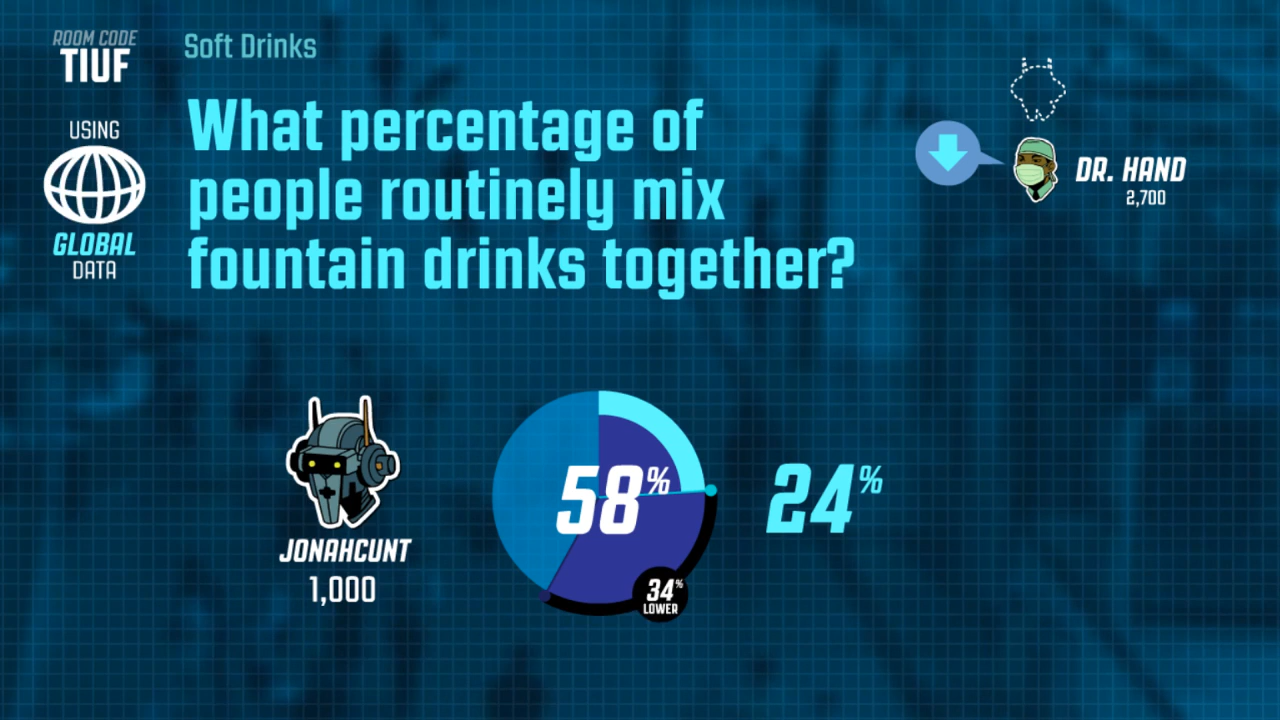 ROOM CODE
TIUF
USING
GLOBAL
DATA
Soft Drinks
What percentage of
people routinely mix
fountain drinks together?
DR. HAND
2,700
JONAHCUNT
1,000
58%
34%
LOWER
24%